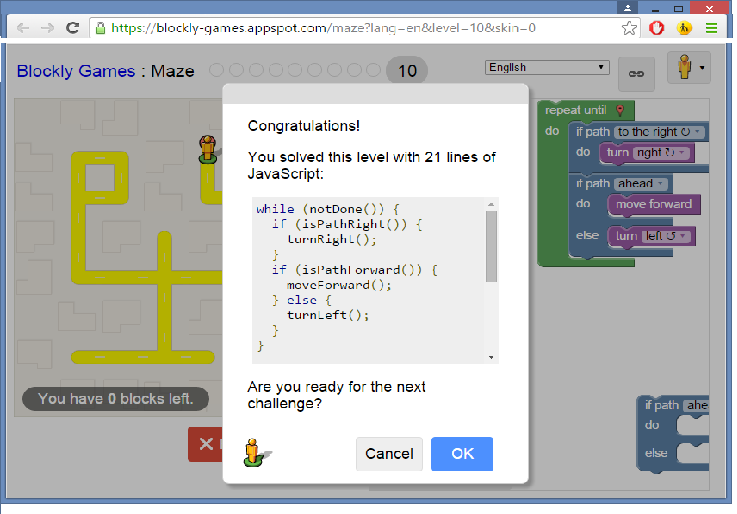 https://blockly-games.appspot.com/maze?lang=en&level=10&skin=0
Blockly Games : Maze
10
English
Congratulations!
You solved this level with 21 lines of
JavaScript:
while (notDone()) {
if (isPathRight()) {
turnRight();
}
if (isPathForward()) {
moveForward();
} else {
turnLeft();
}
}
Are you ready for the next
challenge?
Cancel
OK
You have 0 blocks left.
repeat until
do
if path to the right ↻
do turn right ↻
if path ahead
do move forward
else turn left ↺
if path
do
else